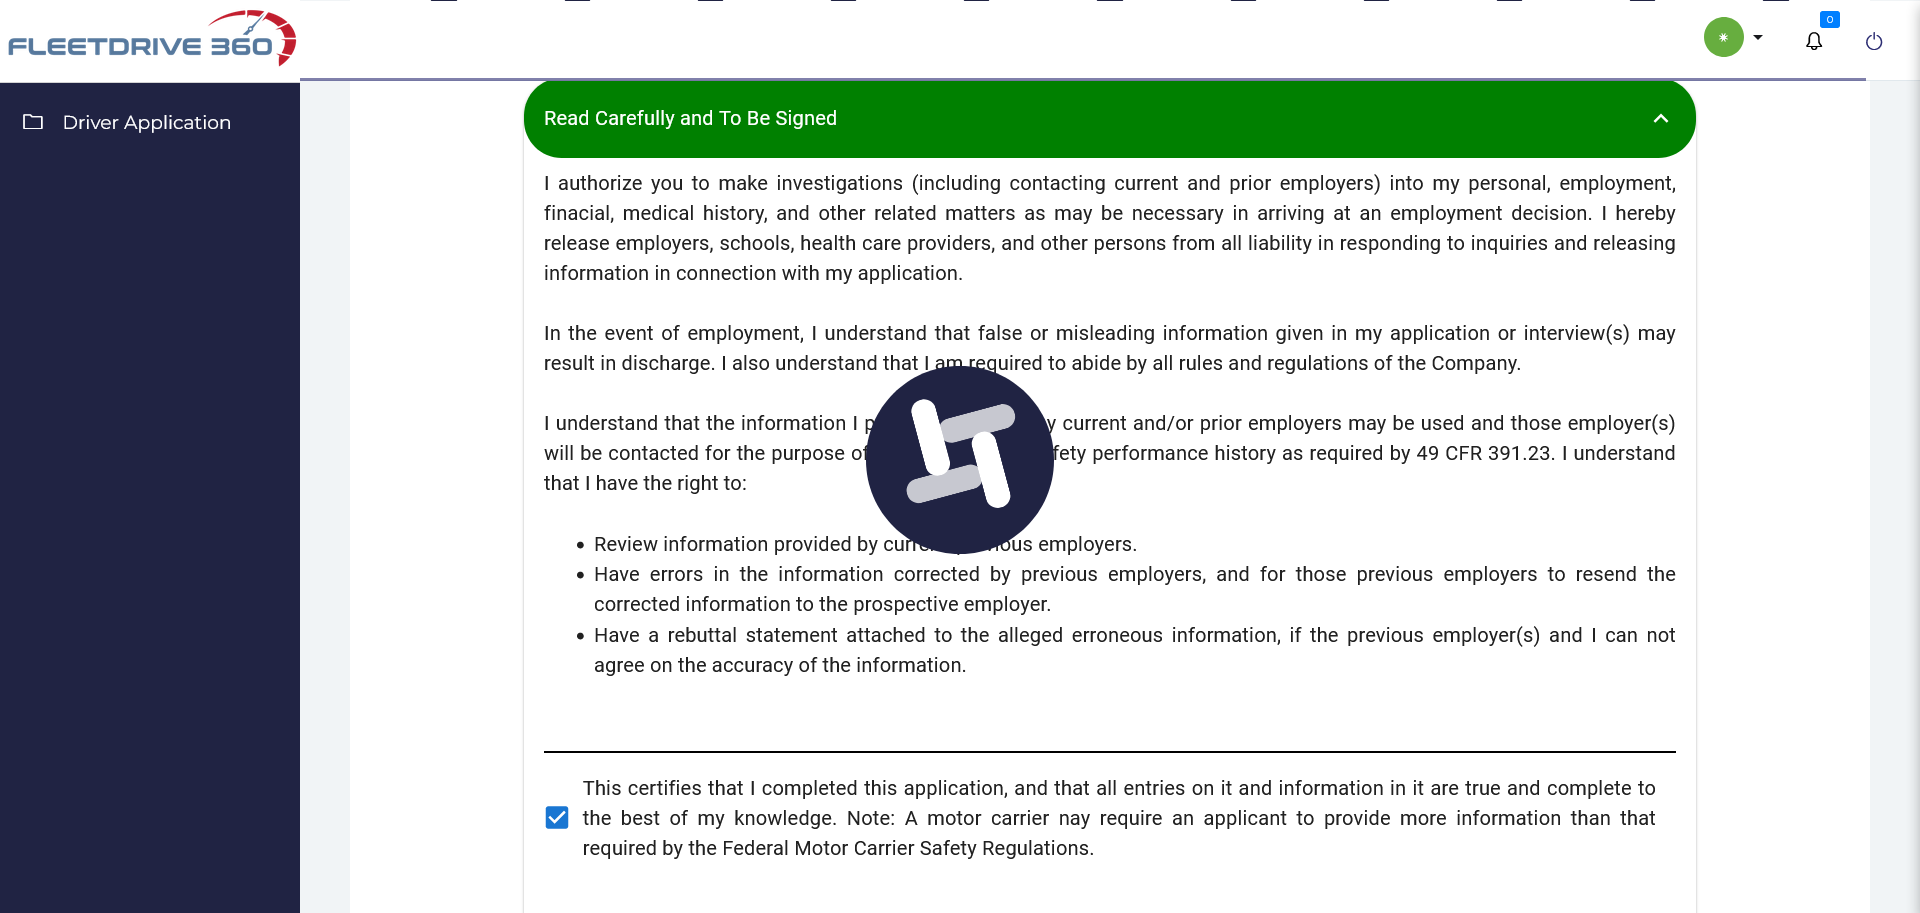 FLEETDRIVE 360
0
Driver Application
Read Carefully and To Be Signed
I authorize you to make investigations (including contacting current and prior employers) into my personal, employment,
finacial, medical history, and other related matters as may be necessary in arriving at an employment decision. I hereby
release employers, schools, health care providers, and other persons from all liability in responding to inquiries and releasing
information in connection with my application.
In the event of employment, I understand that false or misleading information given in my application or interview(s) may
result in discharge. I also understand that I am required to abide by all rules and regulations of the Company.
I understand that the information I current and/or prior employers may be used and those employer(s)
will be contacted for the purpose of performance history as required by 49 CFR 391.23. I understand
that I have the right to:
• Review information provided by employers.
• Have errors in the information corrected by previous employers, and for those previous employers to resend the
corrected information to the prospective employer.
• Have a rebuttal statement attached to the alleged erroneous information, if the previous employer(s) and I can not
agree on the accuracy of the information.
This certifies that I completed this application, and that all entries on it and information in it are true and complete to
the best of my knowledge. Note: A motor carrier nay require an applicant to provide more information than that
required by the Federal Motor Carrier Safety Regulations.